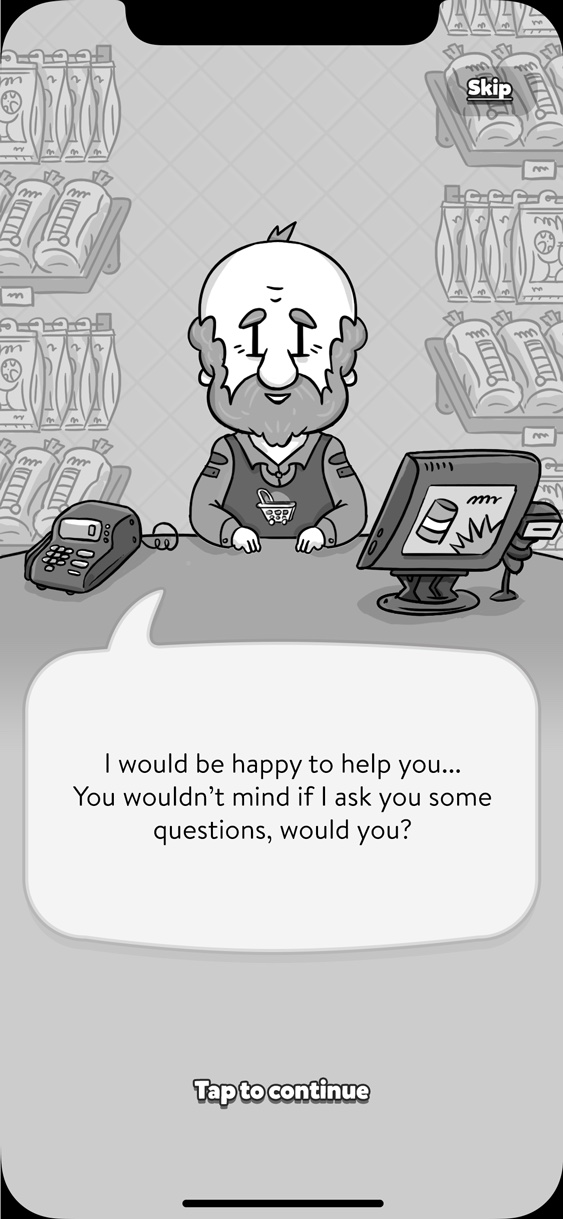 Skip
I would be happy to help you...
You wouldn't mind if I ask you some
questions, would you?
Tap to continue